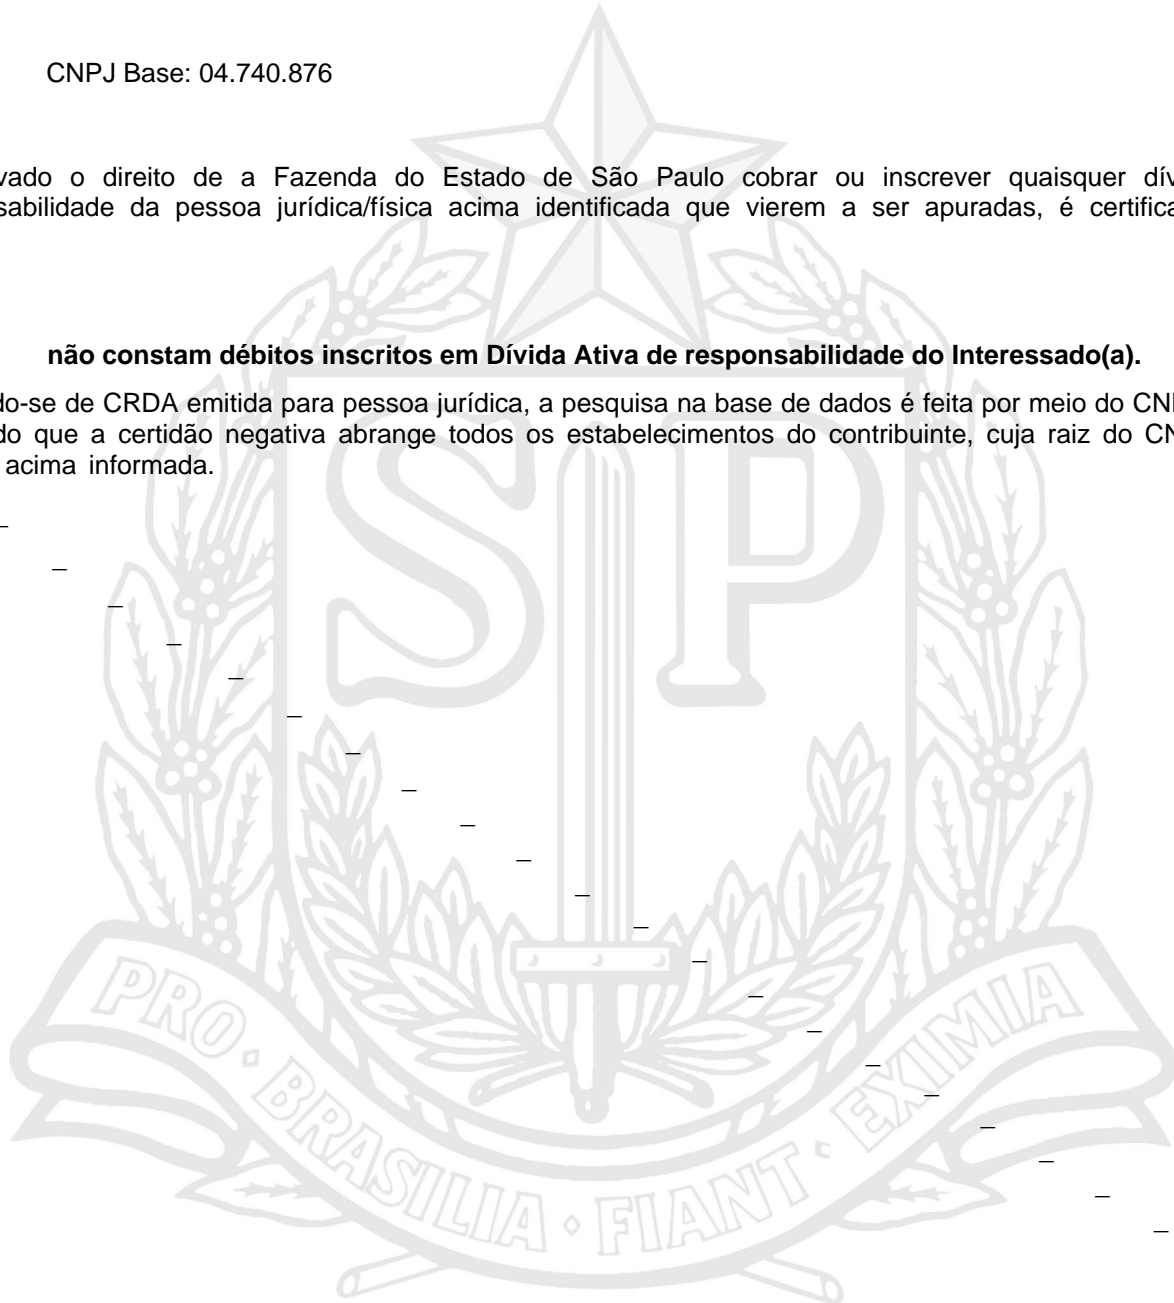 CNPJ Base: 04.740.876
vado o direito de a Fazenda do Estado de São Paulo cobrar ou inscrever quaisquer dív
sabilidade da pessoa jurídica/física acima identificada que vierem a ser apuradas, é certifica
não constam débitos inscritos em Dívida Ativa de responsabilidade do Interessado(a).
do-se de CRDA emitida para pessoa jurídica, a pesquisa na base de dados é feita por meio do CN
do que a certidão negativa abrange todos os estabelecimentos do contribuinte, cuja raiz do CN
acima informada.
SP
PRO · BRASILIA · FIANT · EXIMIA